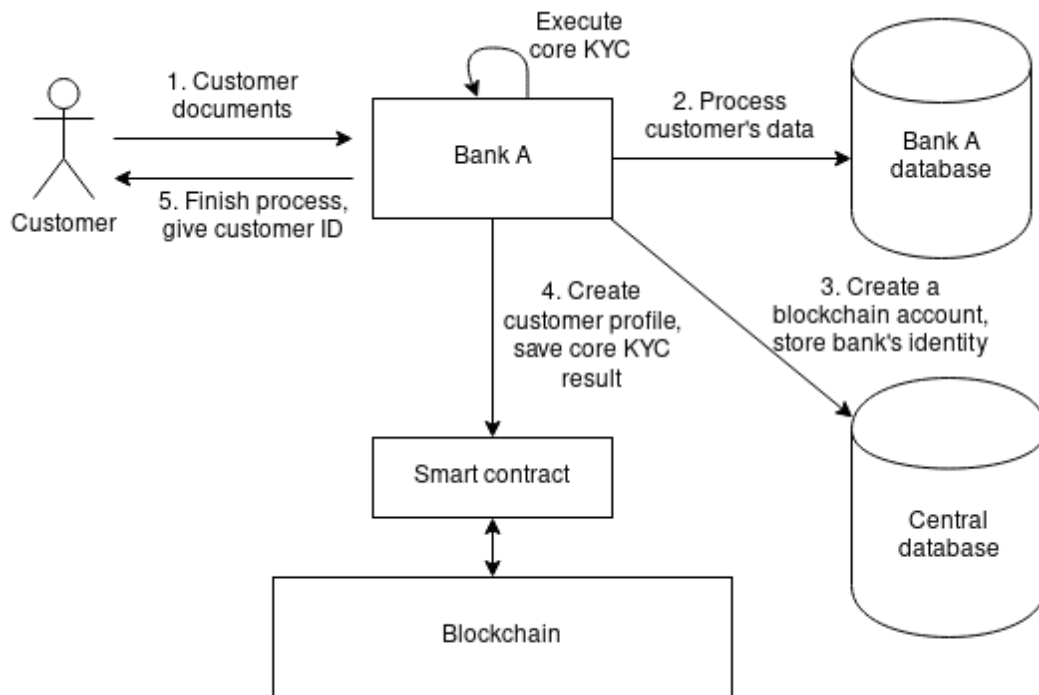 Execute
core KYC
1. Customer
documents
2. Process
customer's data
Bank A
Bank A
database
5. Finish process,
give customer ID
Customer
3. Create a
blockchain account,
store bank's identity
4. Create
customer profile,
save core KYC
result
Smart contract
Central
database
Blockchain